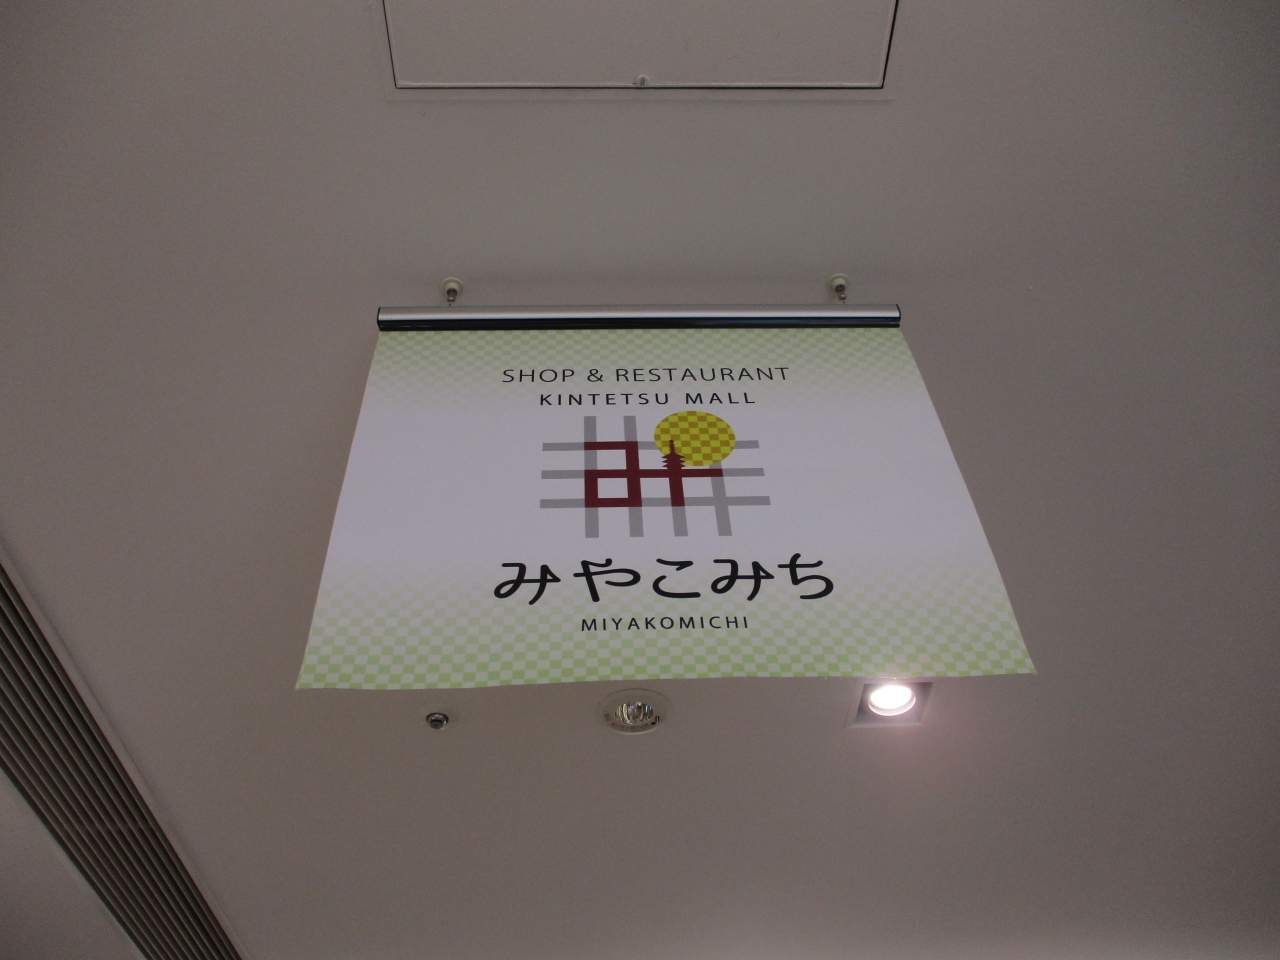 SHOP & RESTAURANT
KINTETSU MALL
みやこみち
MIYAKOMICHI